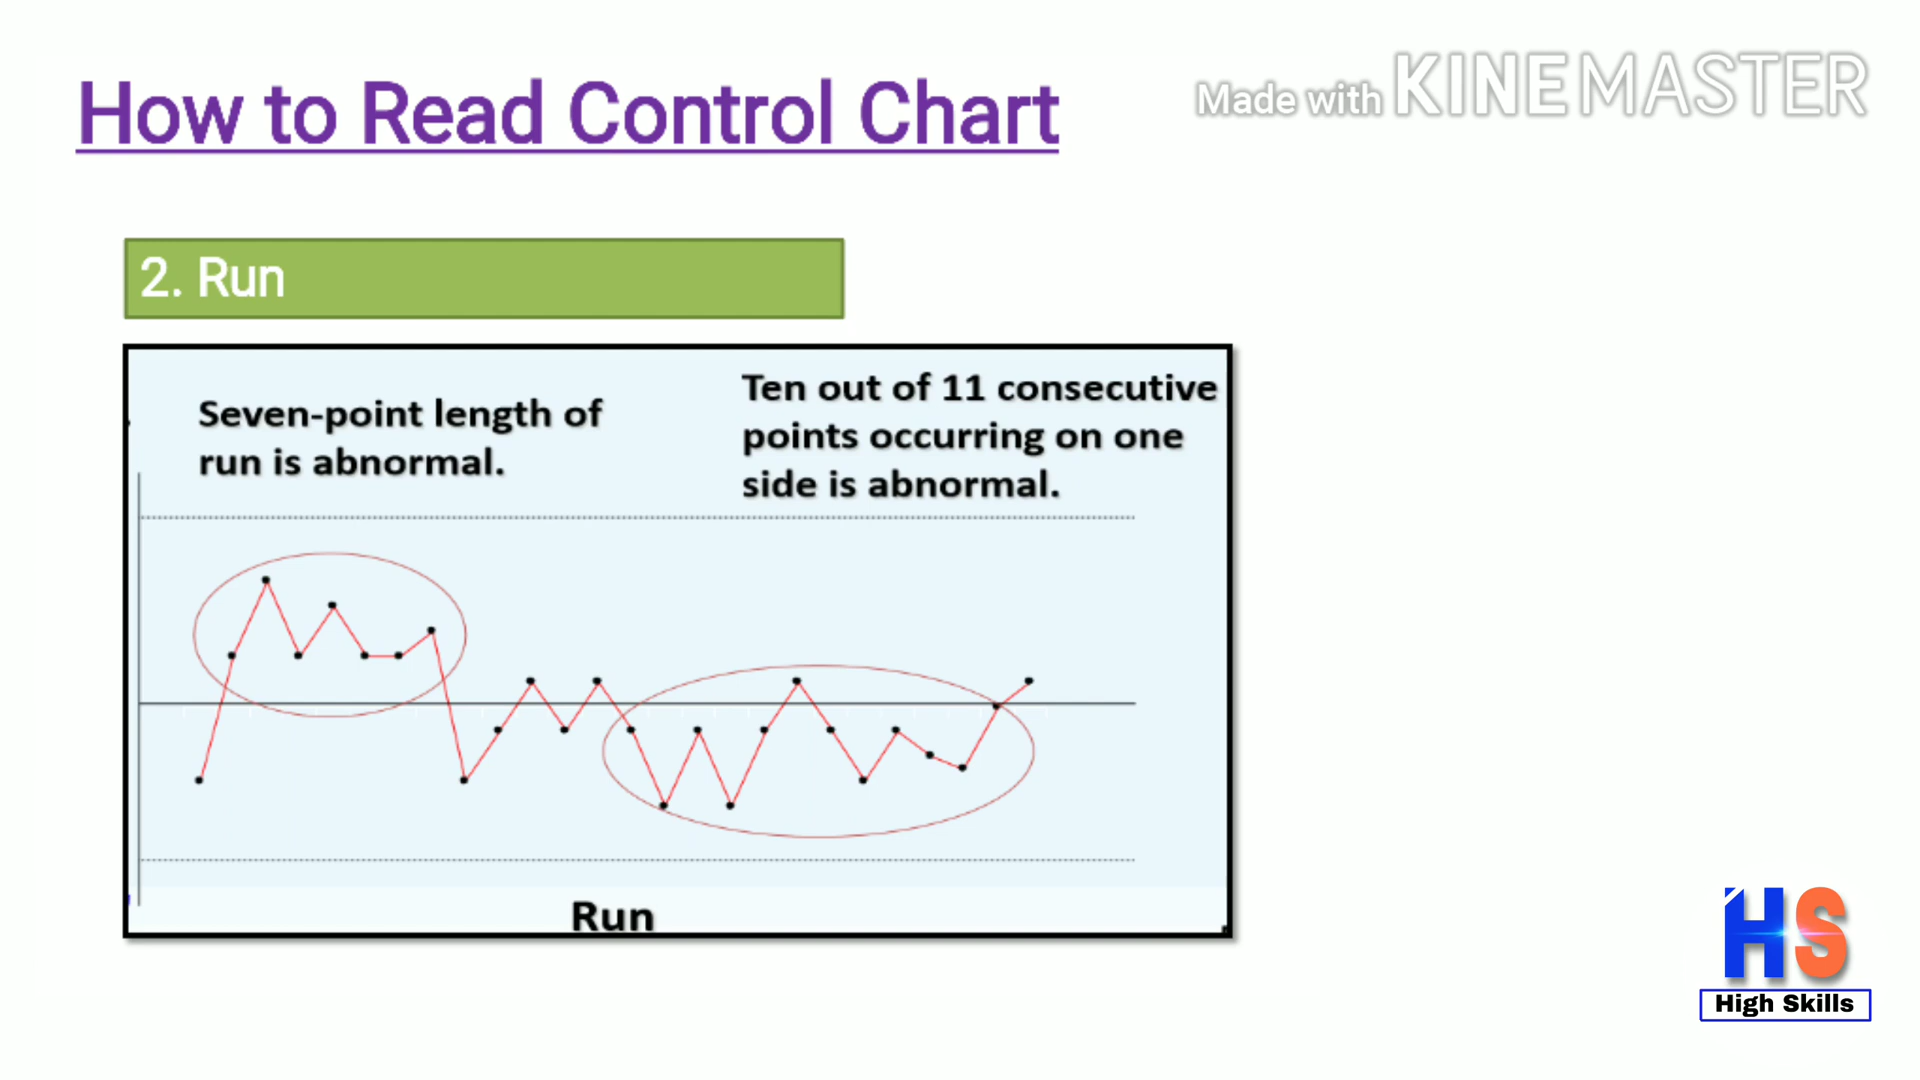 How to Read Control Chart
Made with KINEMASTER
2. Run
Seven-point length of
run is abnormal.
Ten out of 11 consecutive
points occurring on one
side is abnormal.
Run
HS
High Skills